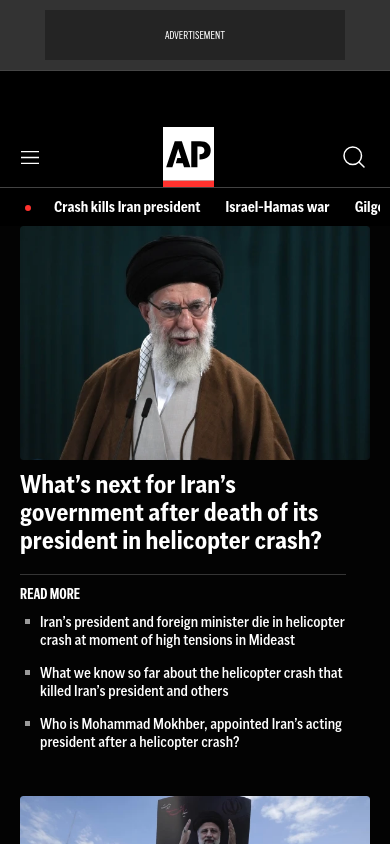 ADVERTISEMENT
AP
Crash kills Iran president
Israel-Hamas war
What's next for Iran's
government after death of its
president in helicopter crash?
READ MORE
Iran's president and foreign minister die in helicopter
crash at moment of high tensions in Mideast
What we know so far about the helicopter crash that
killed Iran's president and others
Who is Mohammad Mokhber, appointed Iran's acting
president after a helicopter crash?